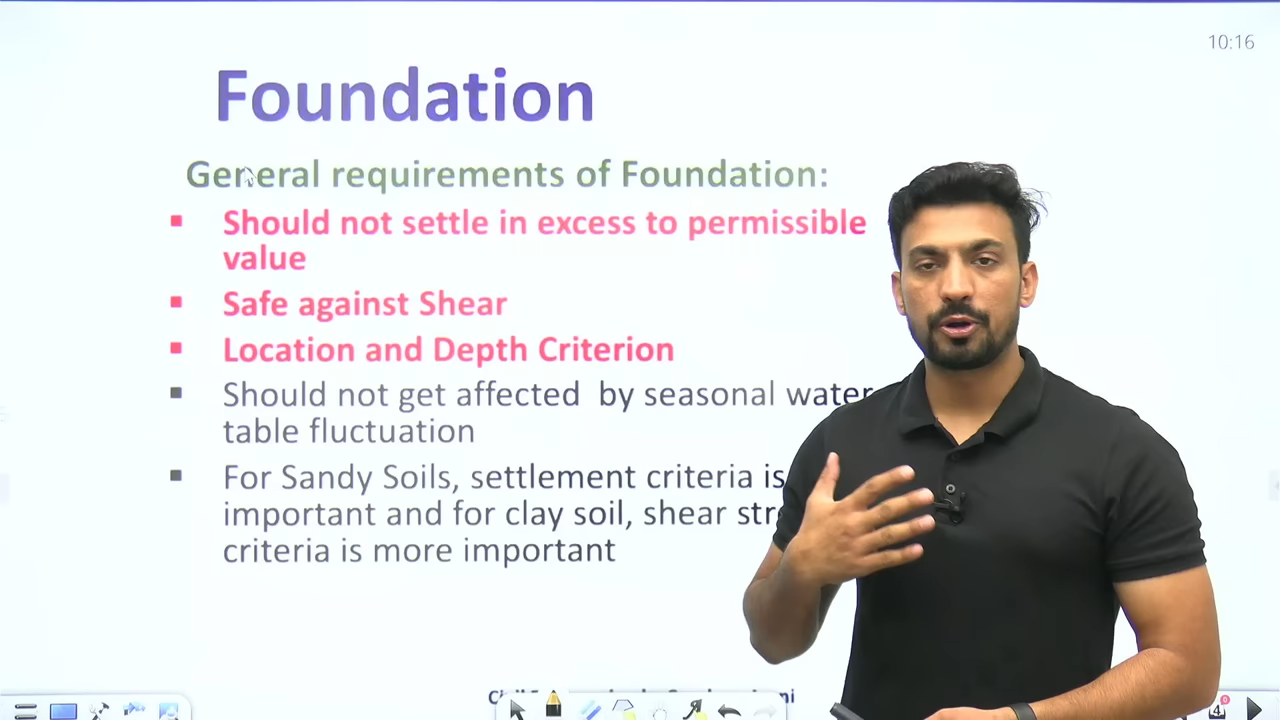 10:16
Foundation
General requirements of Foundation:
▪ Should not settle in excess to permissible
value
▪ Safe against Shear
▪ Location and Depth Criterion
▪ Should not get affected by seasonal water
table fluctuation
▪ For Sandy Soils, settlement criteria is
important and for clay soil, shear
criteria is more important